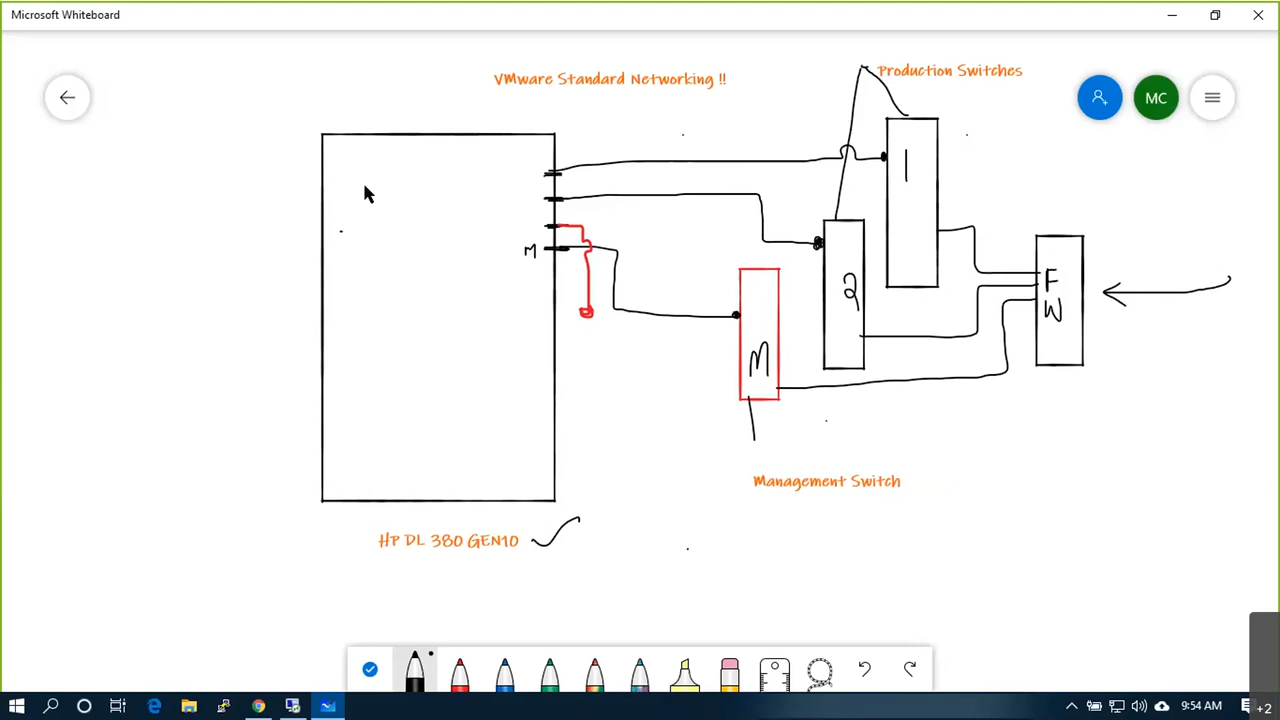 Microsoft Whiteboard
VMware Standard Networking !!
Production Switches
MC
1
2
M
M
F
W
Management Switch
HP DL 380 GEN10
9:54 AM
+2